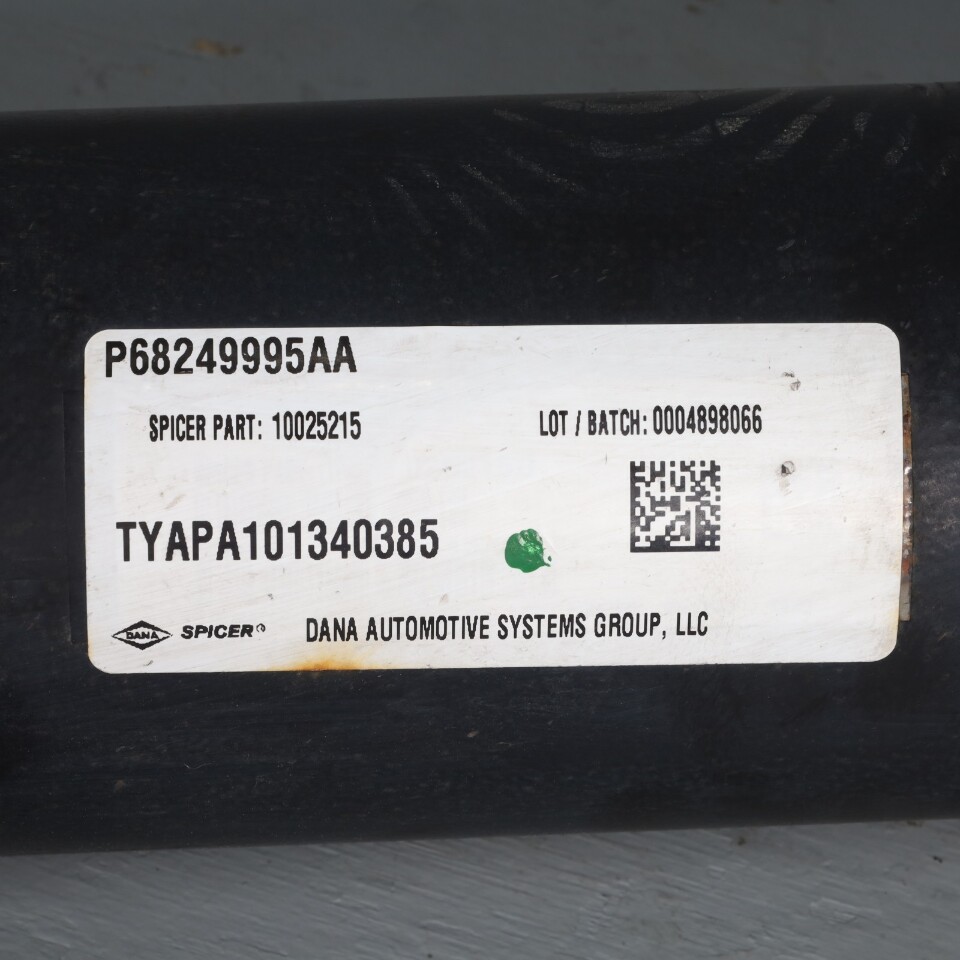 P68249995AA
SPICER PART: 10025215
LOT / BATCH: 0004898066
TYAPA101340385
DANA SPICER®
DANA AUTOMOTIVE SYSTEMS GROUP, LLC